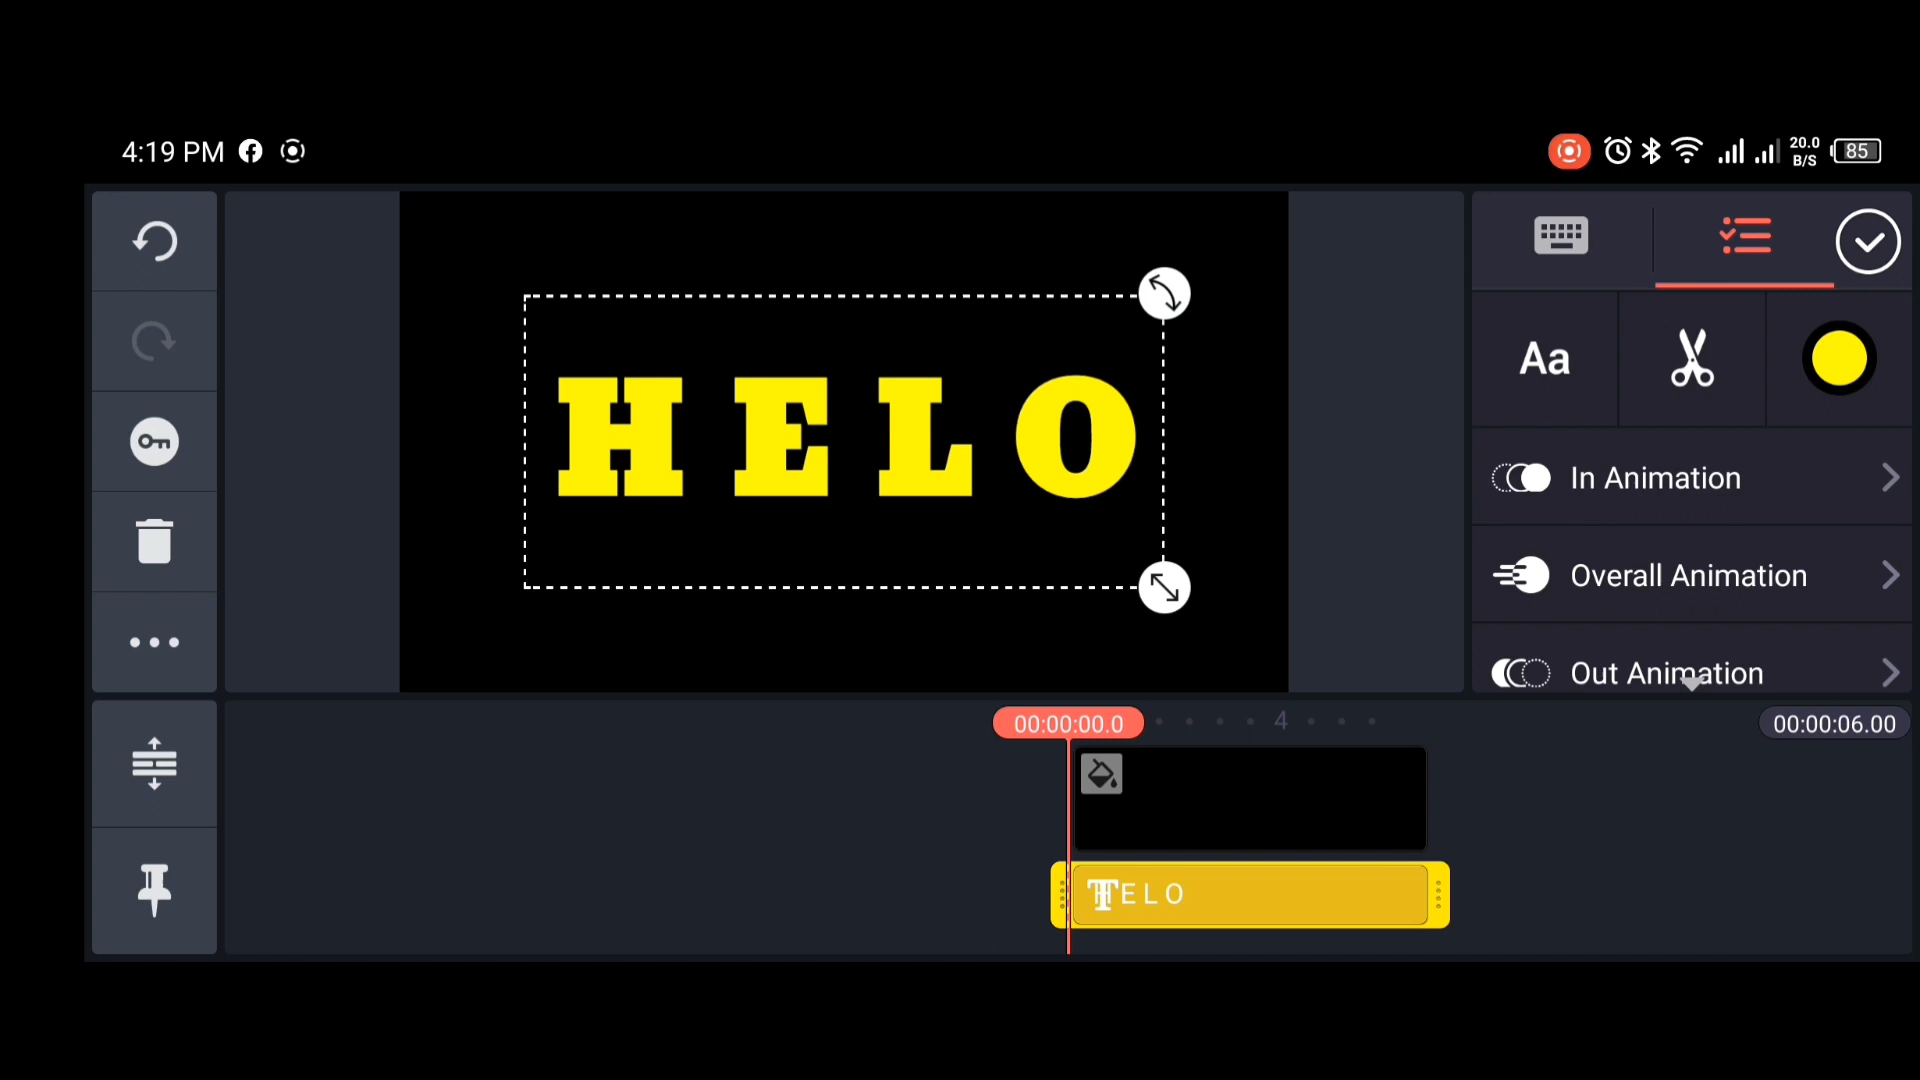 4:19 PM
20.0
B/S
85
H E L O
Aa
In Animation
Overall Animation
Out Animation
00:00:00.0
4
00:00:06.00
H E L O